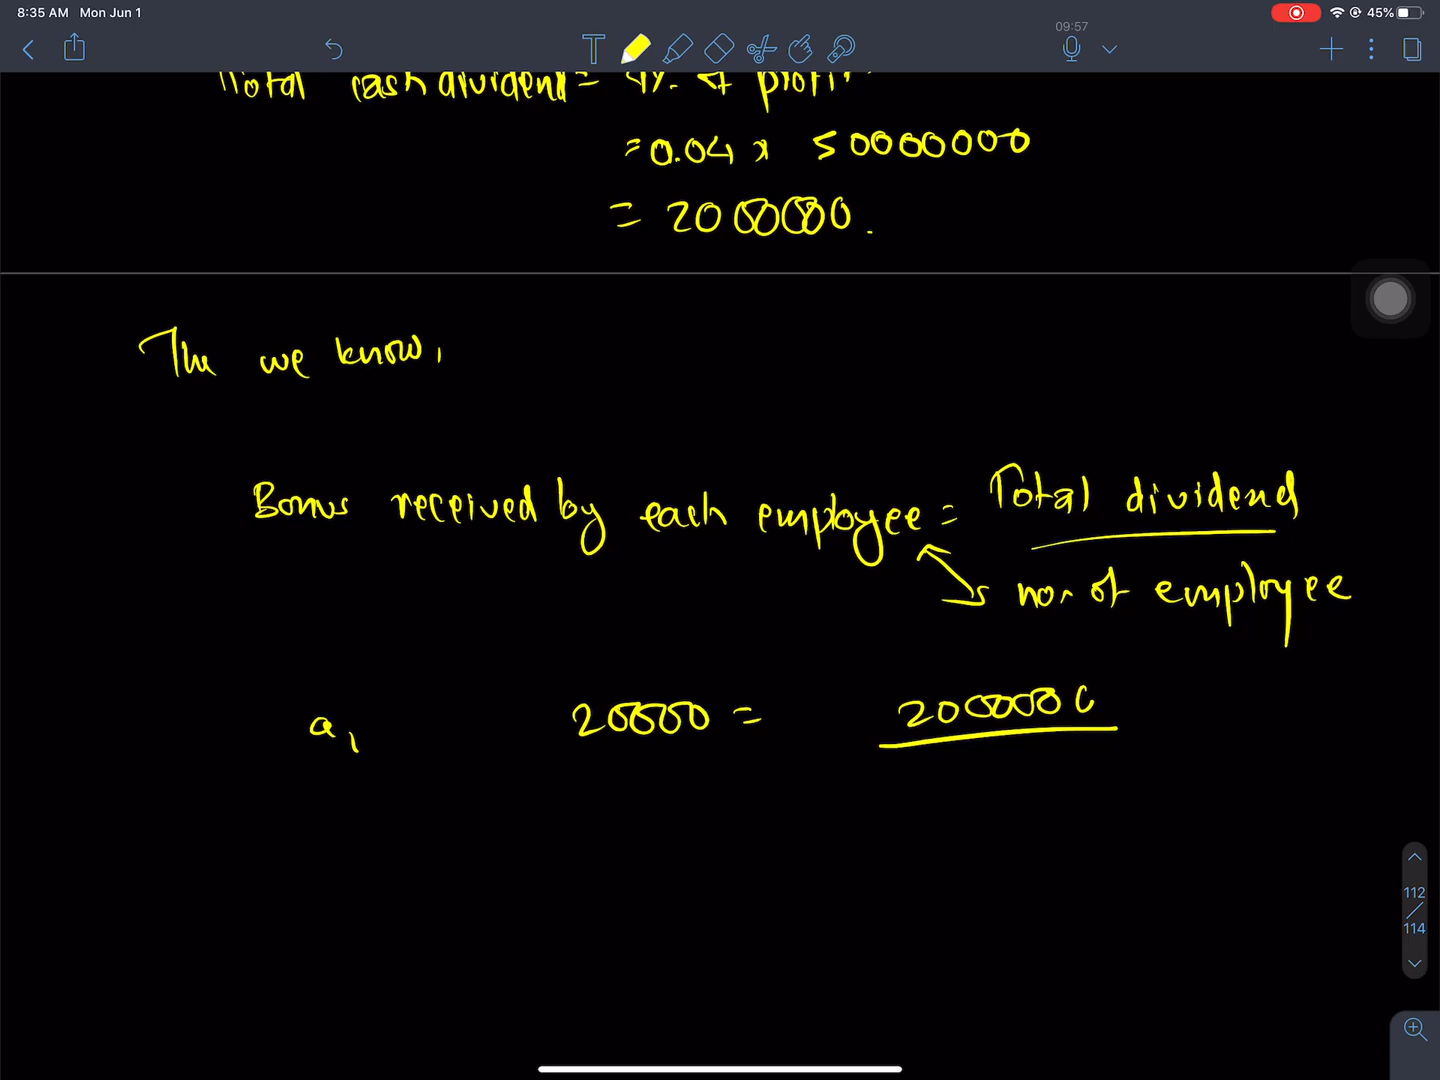 8:35 AM Mon Jun 1
45%
09:57
Total cash dividend = 4% of profit
= 0.04 x 50000000
= 2000000.
The we know,
Bonus received by each employee = Total dividend
no. of employee
a, 20000 = 2000000
112
114